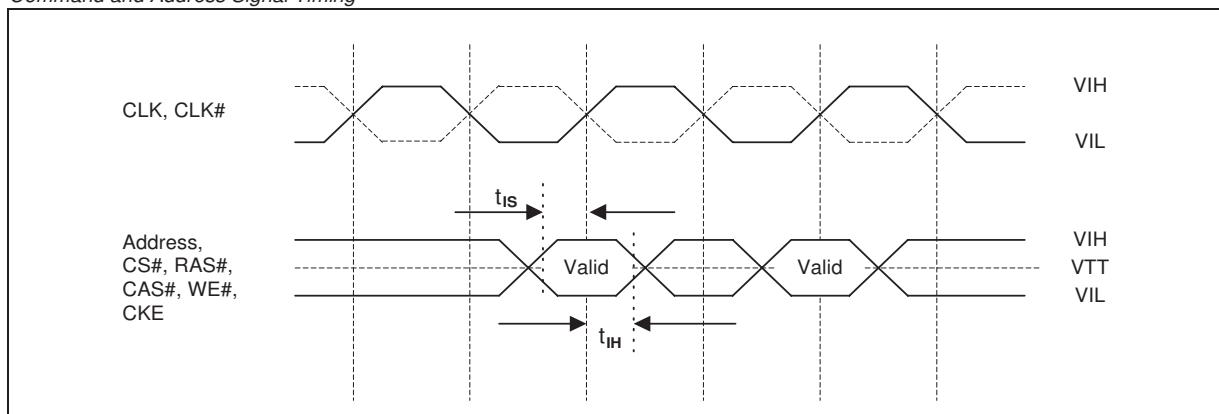 Command and Address Signal Timing
CLK, CLK#
VIH
VIL
tIS
Address,
CS#, RAS#,
CAS#, WE#,
CKE
Valid
Valid
VIH
VTT
VIL
tIH